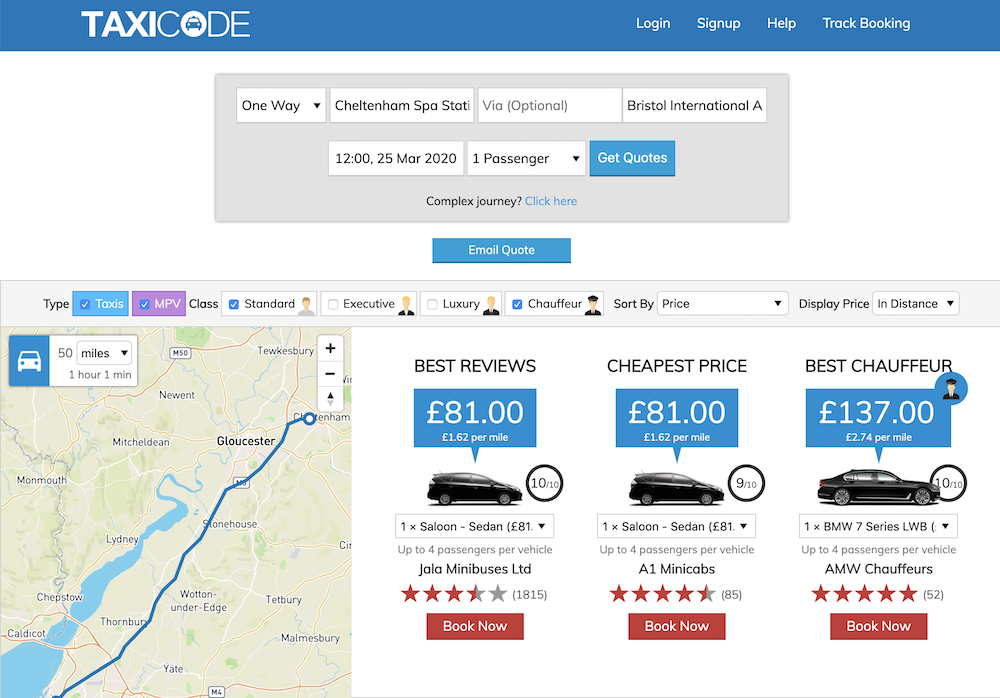 TAXICODE
Login Signup Help Track Booking
One Way Cheltenham Spa Stati Via (Optional) Bristol International A
12:00, 25 Mar 2020 1 Passenger Get Quotes
Complex journey? Click here
Email Quote
Type Taxis MPV Class Standard Executive Luxury Chauffeur Sort By Price Display Price In Distance
50 miles
1 hour 1 min
M50
Tewkesbury
Newent
Cheltenham
Gloucester
Mitcheldean
Monmouth
M5
Stonehouse
Lydney
Cir
Wotton-
under-Edge
Chepstow
Tetbury
Thornbury
Caldicot
Malmesbury
Yate
M4
BEST REVIEWS
£81.00
£1.62 per mile
10/10
1 × Saloon - Sedan (£81.
Up to 4 passengers per vehicle
Jala Minibuses Ltd
(1815)
Book Now
CHEAPEST PRICE
£81.00
£1.62 per mile
9/10
1 × Saloon - Sedan (£81.
Up to 4 passengers per vehicle
A1 Minicabs
(85)
Book Now
BEST CHAUFFEUR
£137.00
£2.74 per mile
10/10
1 × BMW 7 Series LWB (
Up to 4 passengers per vehicle
AMW Chauffeurs
(52)
Book Now